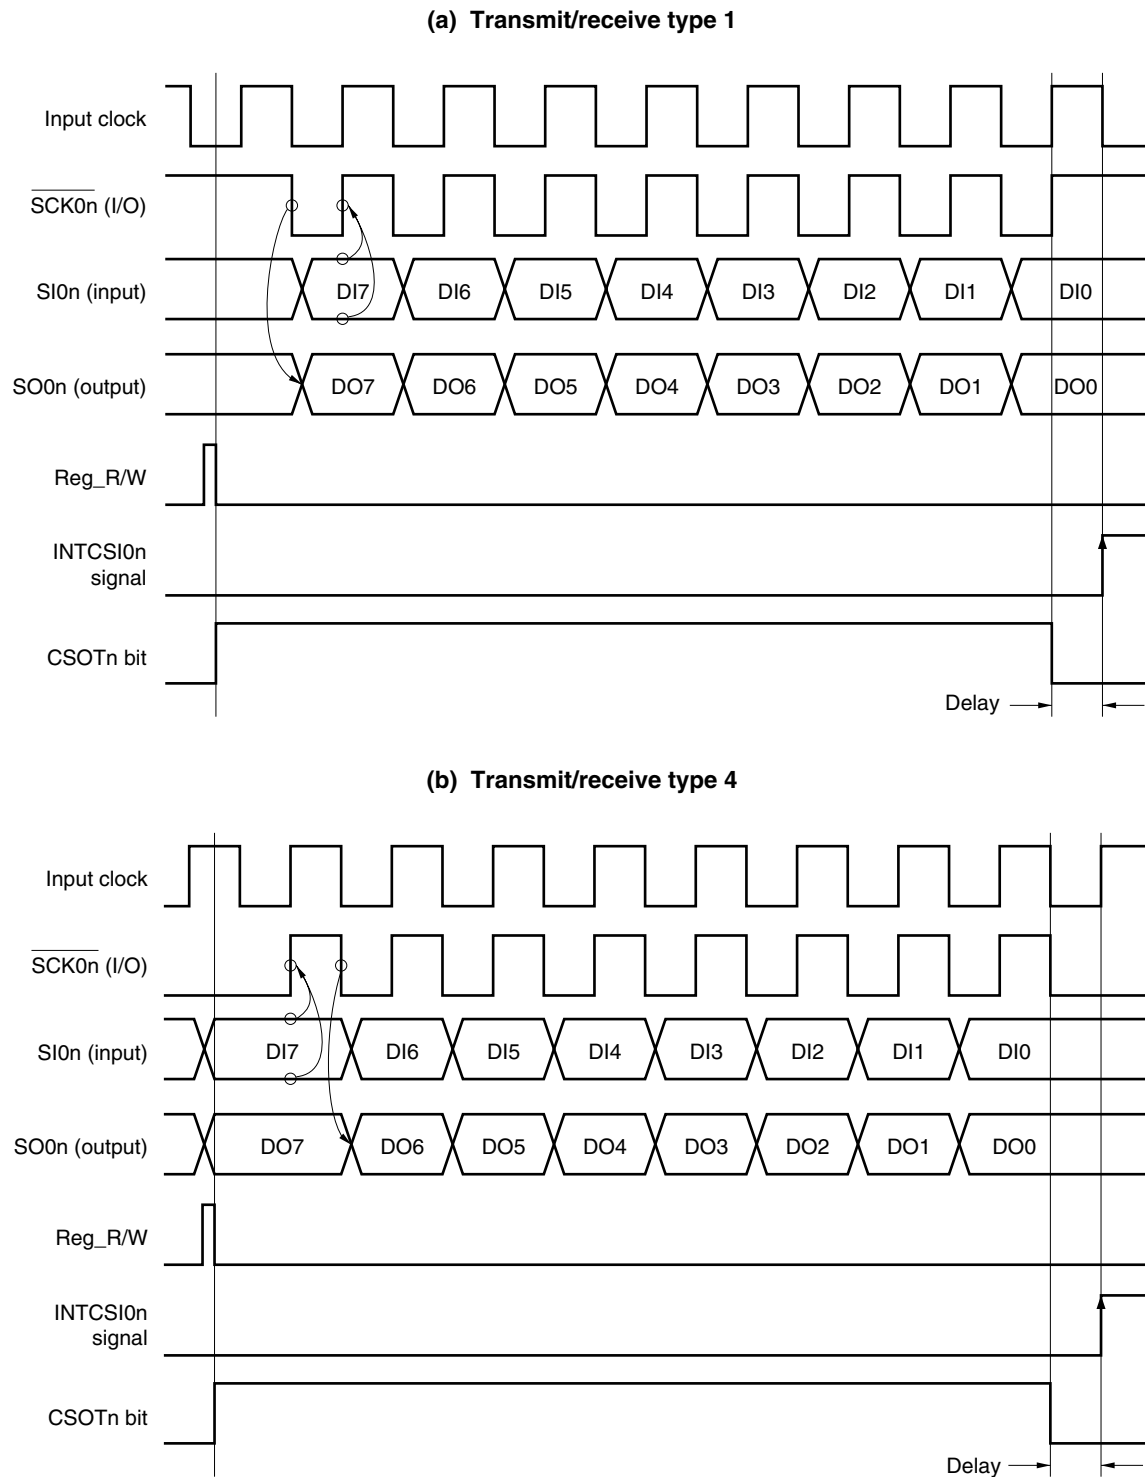 (a) Transmit/receive type 1
Input clock
SCK0n (I/O)
SI0n (input)
DI7 DI6 DI5 DI4 DI3 DI2 DI1 DI0
SO0n (output)
DO7 DO6 DO5 DO4 DO3 DO2 DO1 DO0
Reg_R/W
INTCSI0n
signal
CSOTn bit
Delay
(b) Transmit/receive type 4
Input clock
SCK0n (I/O)
SI0n (input)
DI7 DI6 DI5 DI4 DI3 DI2 DI1 DI0
SO0n (output)
DO7 DO6 DO5 DO4 DO3 DO2 DO1 DO0
Reg_R/W
INTCSI0n
signal
CSOTn bit
Delay